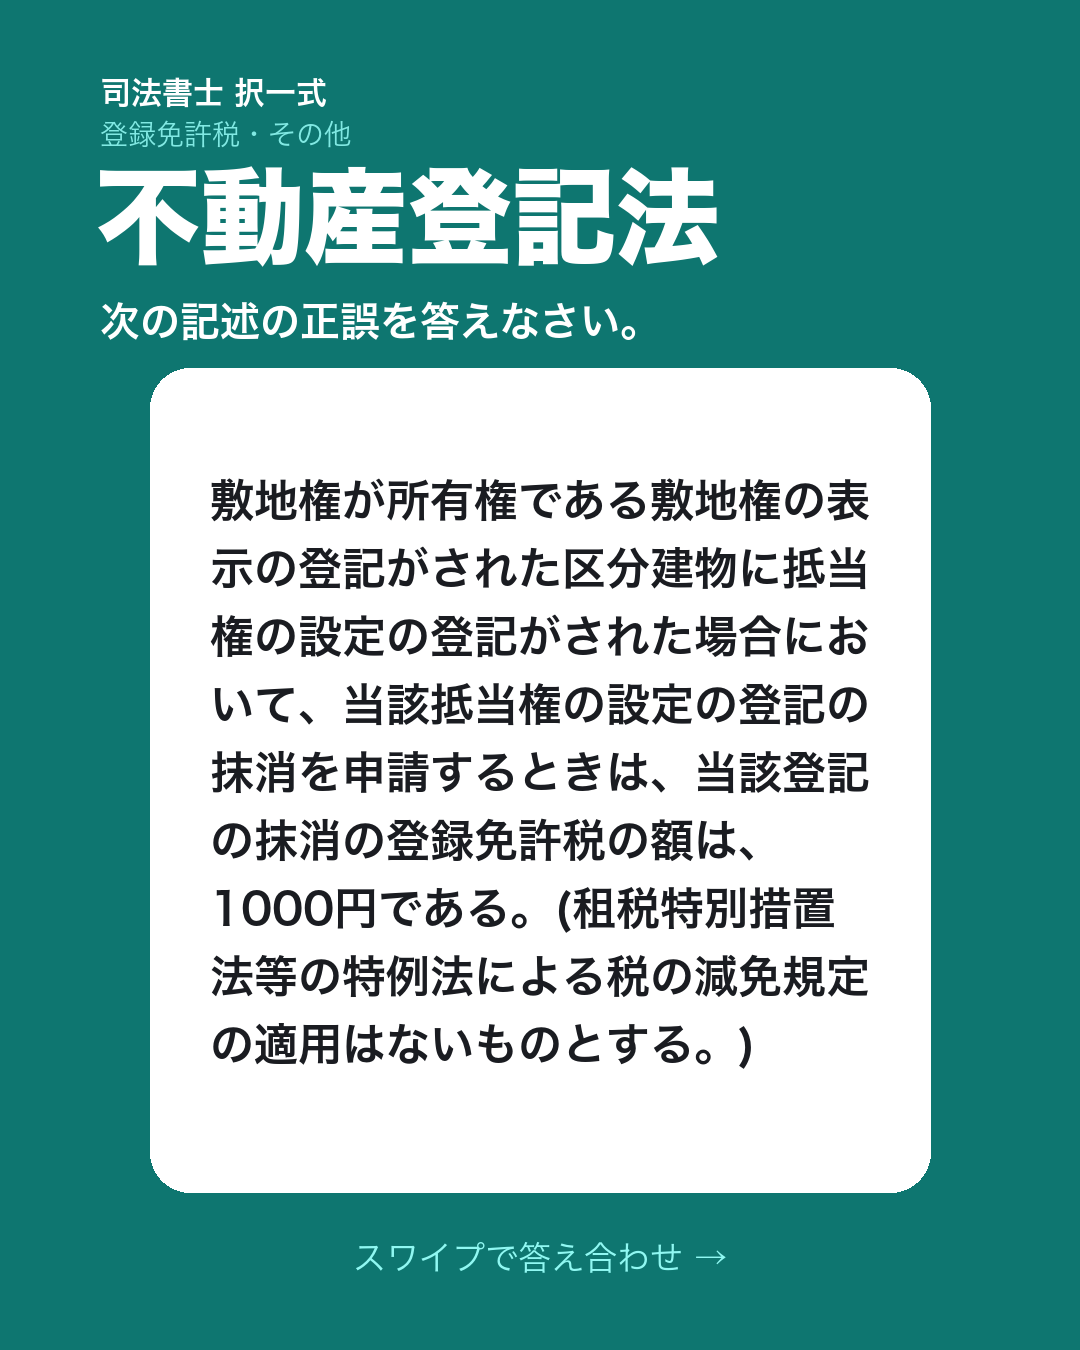 司法書士 択一式
登録免許税・その他
不動産登記法
次の記述の正誤を答えなさい。
敷地権が所有権である敷地権の表
示の登記がされた区分建物に抵当
権の設定の登記がされた場合にお
いて、当該抵当権の設定の登記の
抹消を申請するときは、当該登記
の抹消の登録免許税の額は、
1000円である。(租税特別措置
法等の特例法による税の減免規定
の適用はないものとする。)
スワイプで答え合わせ →